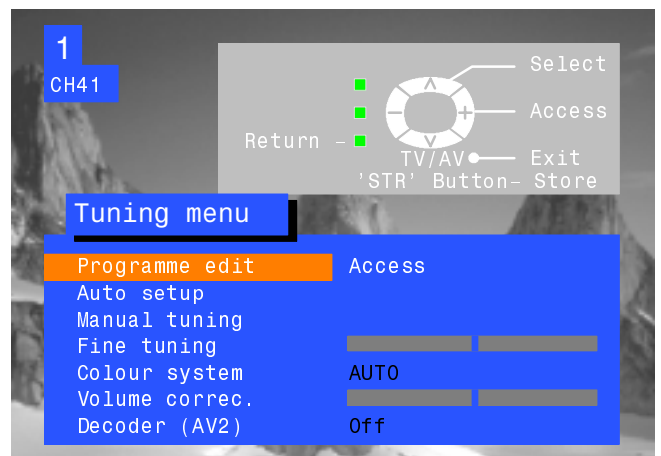 1
CH41
Select
Access
Return –
TV/AV Exit
'STR' Button– Store
Tuning menu
Programme edit Access
Auto setup
Manual tuning
Fine tuning
Colour system AUTO
Volume correc.
Decoder (AV2) Off